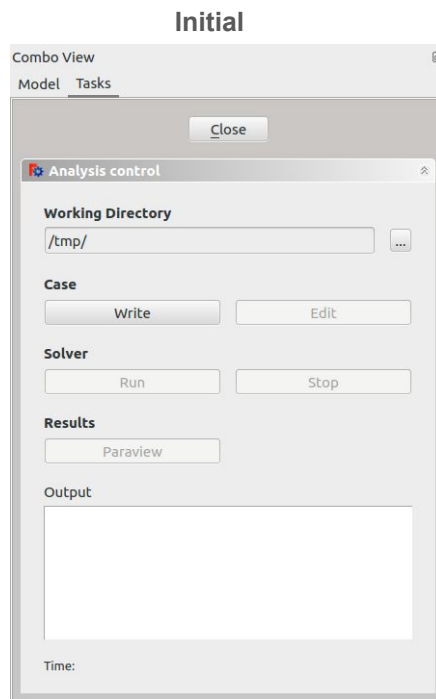 Initial
Combo View
Model Tasks
Close
Analysis control
Working Directory
/tmp/
...
Case
Write Edit
Solver
Run Stop
Results
Paraview
Output
Time: